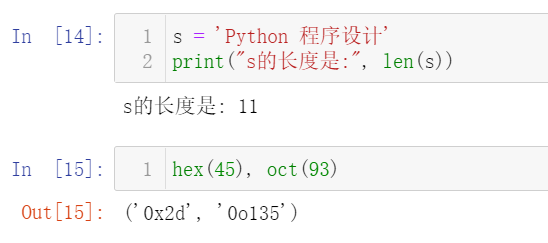 In [14]: 1 s = 'Python 程序设计'
2 print("s的长度是:", len(s))
s的长度是: 11
In [15]: 1 hex(45), oct(93)
Out[15]: ('0x2d', '0o135')